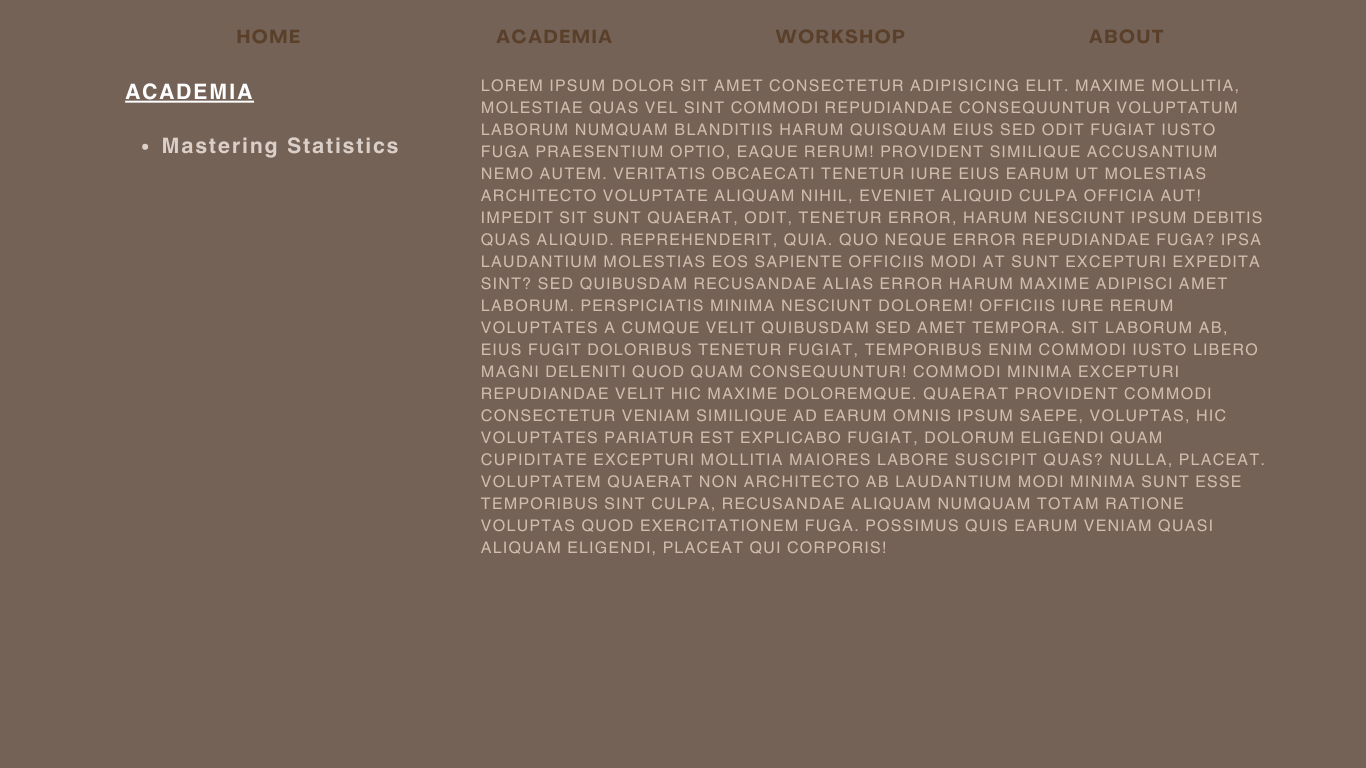 HOME ACADEMIA WORKSHOP ABOUT
ACADEMIA
• Mastering Statistics
LOREM IPSUM DOLOR SIT AMET CONSECTETUR ADIPISICING ELIT. MAXIME MOLLITIA,
MOLESTIAE QUAS VEL SINT COMMODI REPUDIANDAE CONSEQUUNTUR VOLUPTATUM
LABORUM NUMQUAM BLANDITIIS HARUM QUISQUAM EIUS SED ODIT FUGIAT IUSTO
FUGA PRAESENTIUM OPTIO, EAQUE RERUM! PROVIDENT SIMILIQUE ACCUSANTIUM
NEMO AUTEM. VERITATIS OBCAECATI TENETUR IURE EIUS EARUM UT MOLESTIAS
ARCHITECTO VOLUPTATE ALIQUAM NIHIL, EVENIET ALIQUID CULPA OFFICIA AUT!
IMPEDIT SIT SUNT QUAERAT, ODIT, TENETUR ERROR, HARUM NESCIUNT IPSUM DEBITIS
QUAS ALIQUID. REPREHENDERIT, QUIA. QUO NEQUE ERROR REPUDIANDAE FUGA? IPSA
LAUDANTIUM MOLESTIAS EOS SAPIENTE OFFICIIS MODI AT SUNT EXCEPTURI EXPEDITA
SINT? SED QUIBUSDAM RECUSANDAE ALIAS ERROR HARUM MAXIME ADIPISCI AMET
LABORUM. PERSPICIATIS MINIMA NESCIUNT DOLOREM! OFFICIIS IURE RERUM
VOLUPTATES A CUMQUE VELIT QUIBUSDAM SED AMET TEMPORA. SIT LABORUM AB,
EIUS FUGIT DOLORIBUS TENETUR FUGIAT, TEMPORIBUS ENIM COMMODI IUSTO LIBERO
MAGNI DELENITI QUOD QUAM CONSEQUUNTUR! COMMODI MINIMA EXCEPTURI
REPUDIANDAE VELIT HIC MAXIME DOLOREMQUE. QUAERAT PROVIDENT COMMODI
CONSECTETUR VENIAM SIMILIQUE AD EARUM OMNIS IPSUM SAEPE, VOLUPTAS, HIC
VOLUPTATES PARIATUR EST EXPLICABO FUGIAT, DOLORUM ELIGENDI QUAM
CUPIDITATE EXCEPTURI MOLLITIA MAIORES LABORE SUSCIPIT QUAS? NULLA, PLACEAT.
VOLUPTATEM QUAERAT NON ARCHITECTO AB LAUDANTIUM MODI MINIMA SUNT ESSE
TEMPORIBUS SINT CULPA, RECUSANDAE ALIQUAM NUMQUAM TOTAM RATIONE
VOLUPTAS QUOD EXERCITATIONEM FUGA. POSSIMUS QUIS EARUM VENIAM QUASI
ALIQUAM ELIGENDI, PLACEAT QUI CORPORIS!